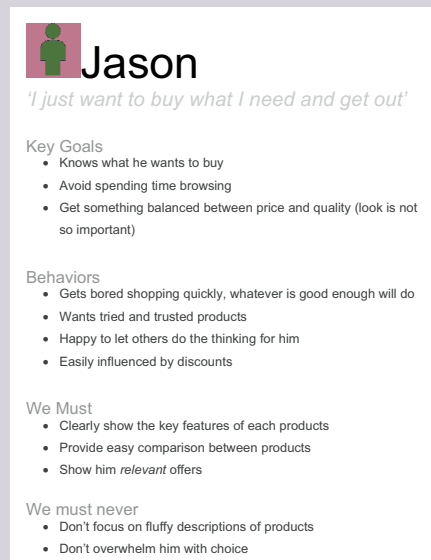 Jason
‘I just want to buy what I need and get out’
Key Goals
• Knows what he wants to buy
• Avoid spending time browsing
• Get something balanced between price and quality (look is not
so important)
Behaviors
• Gets bored shopping quickly, whatever is good enough will do
• Wants tried and trusted products
• Happy to let others do the thinking for him
• Easily influenced by discounts
We Must
• Clearly show the key features of each products
• Provide easy comparison between products
• Show him relevant offers
We must never
• Don’t focus on fluffy descriptions of products
• Don’t overwhelm him with choice